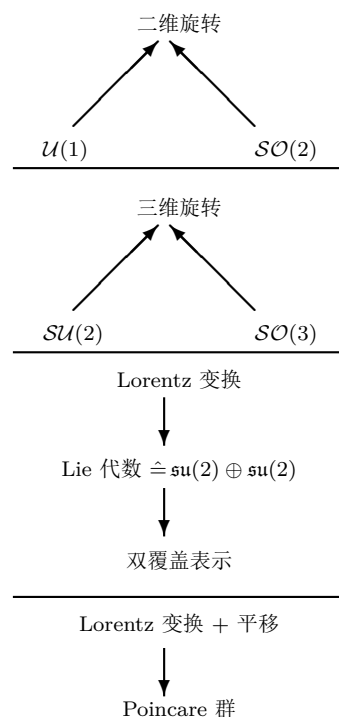 二维旋转
𝒰(1) 𝒮𝒪(2)
三维旋转
𝒮𝒰(2) 𝒮𝒪(3)
Lorentz 变换
Lie 代数 ≙ 𝔰𝔲(2) ⊕ 𝔰𝔲(2)
双覆盖表示
Lorentz 变换 + 平移
Poincare 群